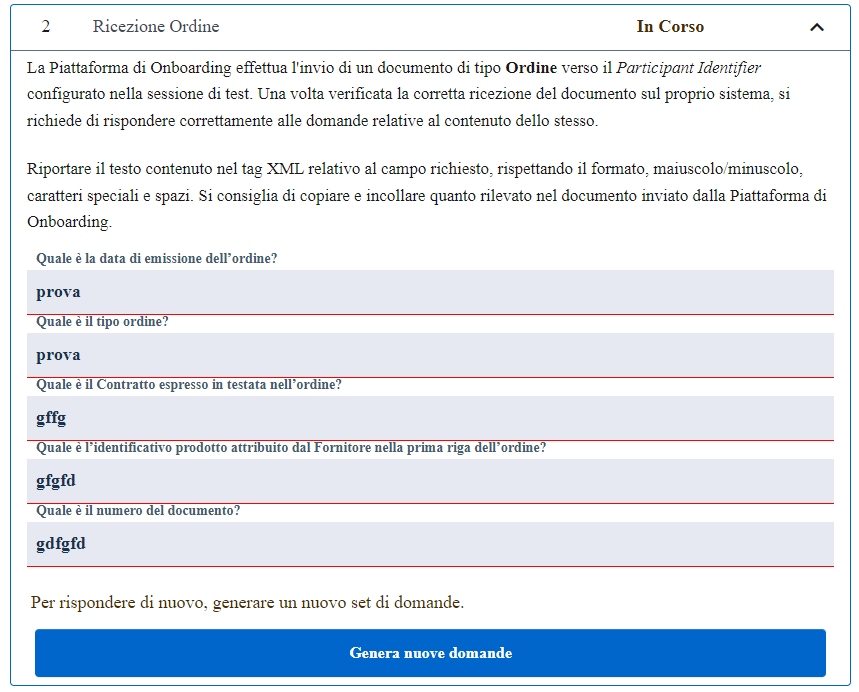 2 Ricezione Ordine In Corso
La Piattaforma di Onboarding effettua l'invio di un documento di tipo Ordine verso il Participant Identifier
configurato nella sessione di test. Una volta verificata la corretta ricezione del documento sul proprio sistema, si
richiede di rispondere correttamente alle domande relative al contenuto dello stesso.
Riportare il testo contenuto nel tag XML relativo al campo richiesto, rispettando il formato, maiuscolo/minuscolo,
caratteri speciali e spazi. Si consiglia di copiare e incollare quanto rilevato nel documento inviato dalla Piattaforma di
Onboarding.
Quale è la data di emissione dell’ordine?
prova
Quale è il tipo ordine?
prova
Quale è il Contratto espresso in testata nell’ordine?
gffg
Quale è l’identificativo prodotto attribuito dal Fornitore nella prima riga dell’ordine?
gfgfd
Quale è il numero del documento?
gdfgfd
Per rispondere di nuovo, generare un nuovo set di domande.
Genera nuove domande